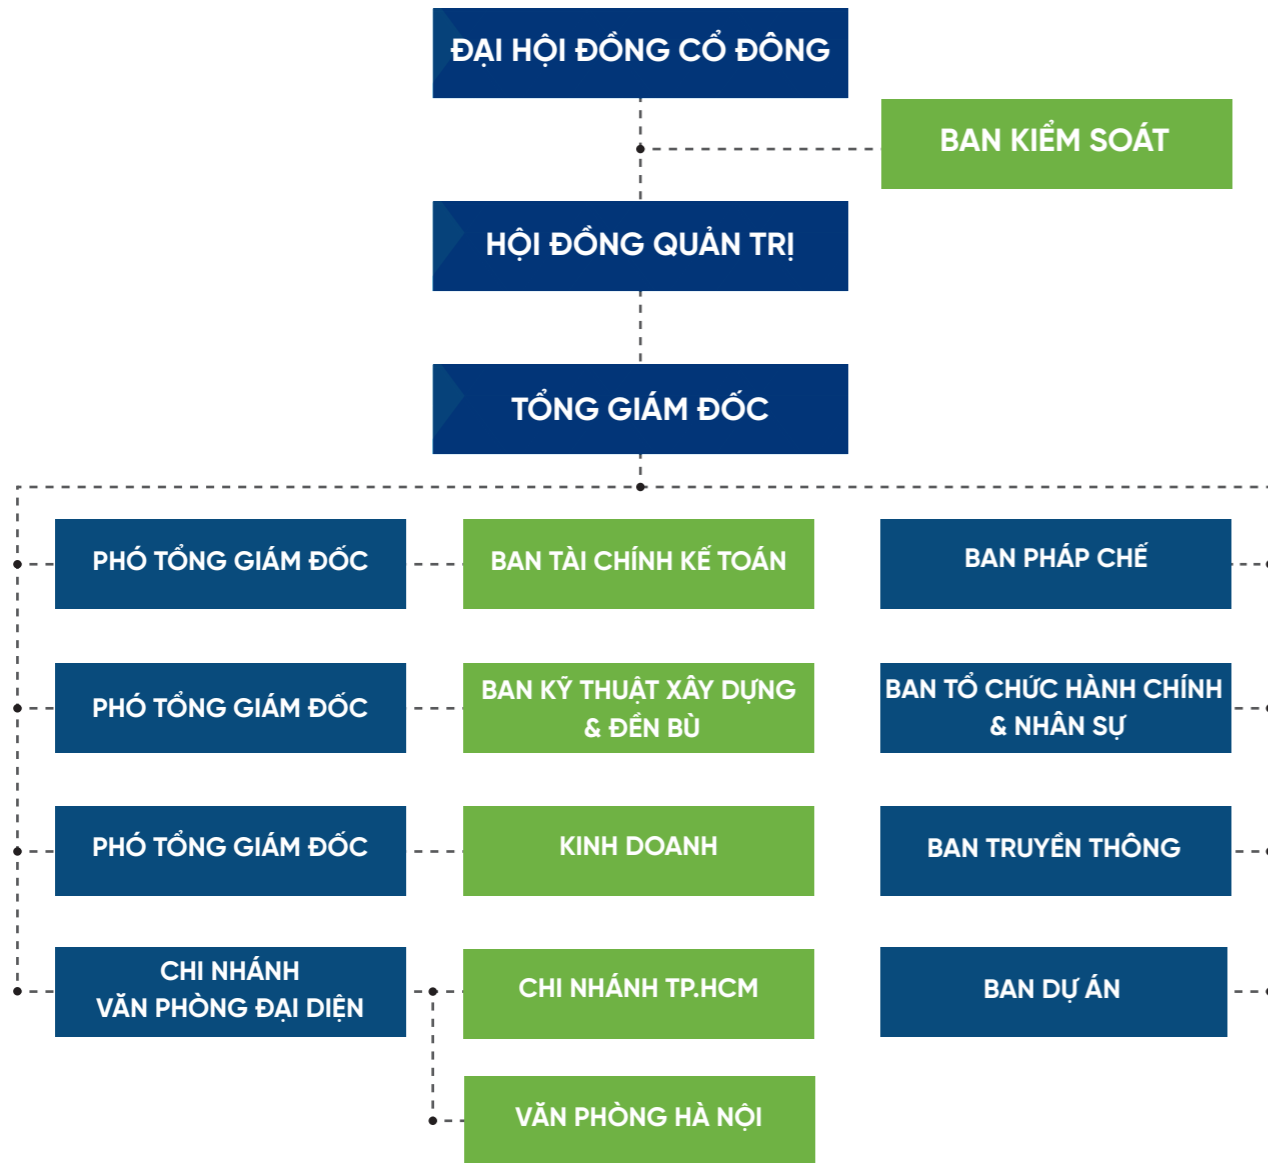 ĐẠI HỘI ĐỒNG CỔ ĐÔNG
BAN KIỂM SOÁT
HỘI ĐỒNG QUẢN TRỊ
TỔNG GIÁM ĐỐC
PHÓ TỔNG GIÁM ĐỐC
BAN TÀI CHÍNH KẾ TOÁN
BAN PHÁP CHẾ
PHÓ TỔNG GIÁM ĐỐC
BAN KỸ THUẬT XÂY DỰNG
& ĐỀN BÙ
BAN TỔ CHỨC HÀNH CHÍNH
& NHÂN SỰ
PHÓ TỔNG GIÁM ĐỐC
KINH DOANH
BAN TRUYỀN THÔNG
CHI NHÁNH
VĂN PHÒNG ĐẠI DIỆN
CHI NHÁNH TP.HCM
BAN DỰ ÁN
VĂN PHÒNG HÀ NỘI